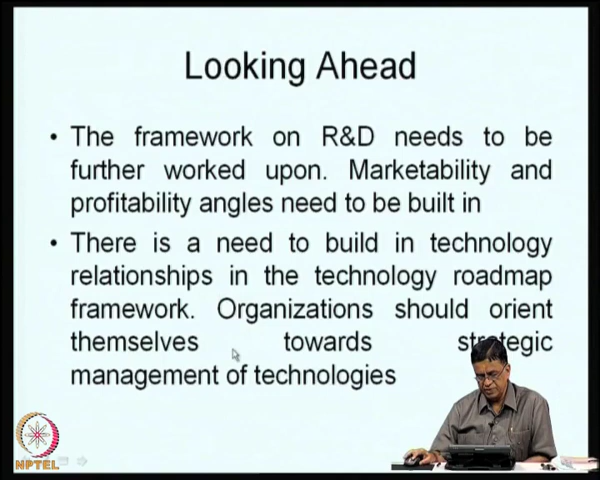 Looking Ahead
• The framework on R&D needs to be
further worked upon. Marketability and
profitability angles need to be built in
• There is a need to build in technology
relationships in the technology roadmap
framework. Organizations should orient
themselves towards strategic
management of technologies
NPTEL